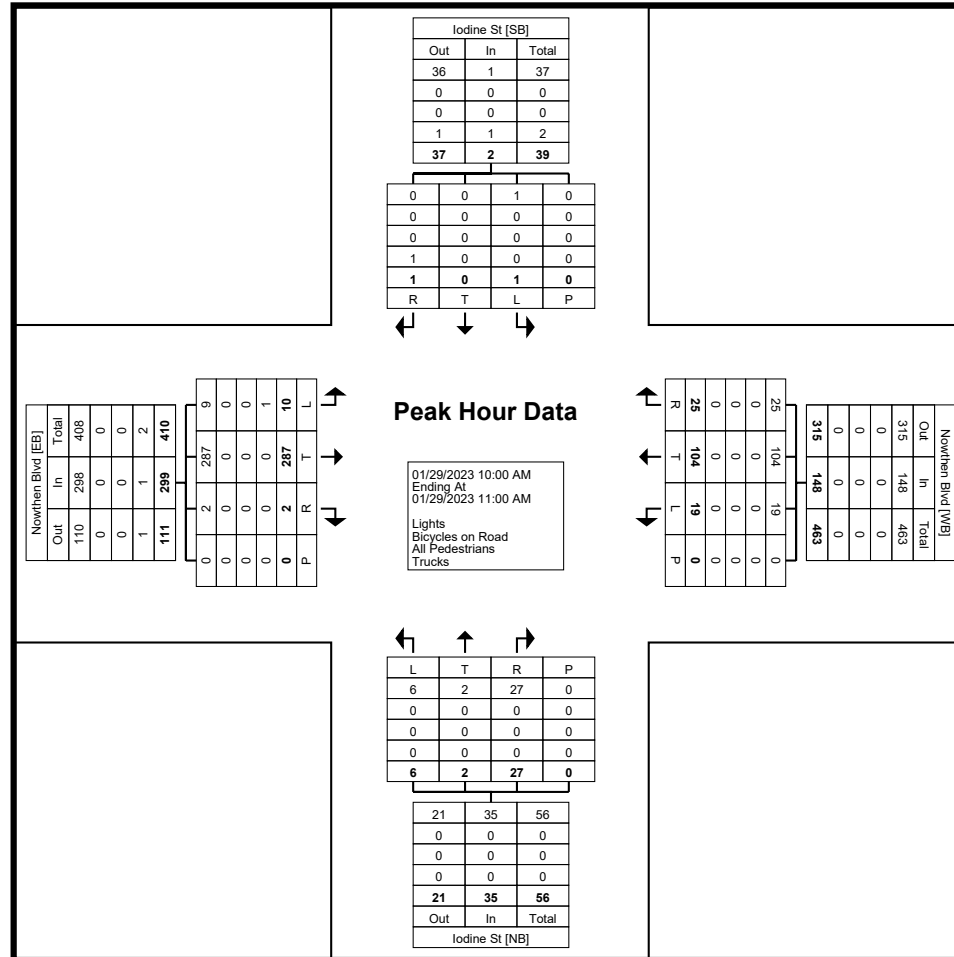 Iodine St [SB]
Out In Total
36 1 37
0 0 0
0 0 0
1 1 2
37 2 39
0 0 1 0
0 0 0 0
0 0 0 0
1 0 0 0
1 0 1 0
R T L P
Nowthen Blvd [EB]
Total In Out
408 298 110
0 0 0
0 0 0
2 1 1
410 299 111
9 287 2 0
0 0 0 0
0 0 0 0
1 0 0 0
10 287 2 0
L T R P
Peak Hour Data
01/29/2023 10:00 AM
Ending At
01/29/2023 11:00 AM
Lights
Bicycles on Road
All Pedestrians
Trucks
R T L P
25 104 19 0
0 0 0 0
0 0 0 0
0 0 0 0
25 104 19 0
315 148 463
0 0 0
0 0 0
0 0 0
315 148 463
Out In Total
Nowthen Blvd [WB]
L T R P
6 2 27 0
0 0 0 0
0 0 0 0
0 0 0 0
6 2 27 0
21 35 56
0 0 0
0 0 0
0 0 0
21 35 56
Out In Total
Iodine St [NB]